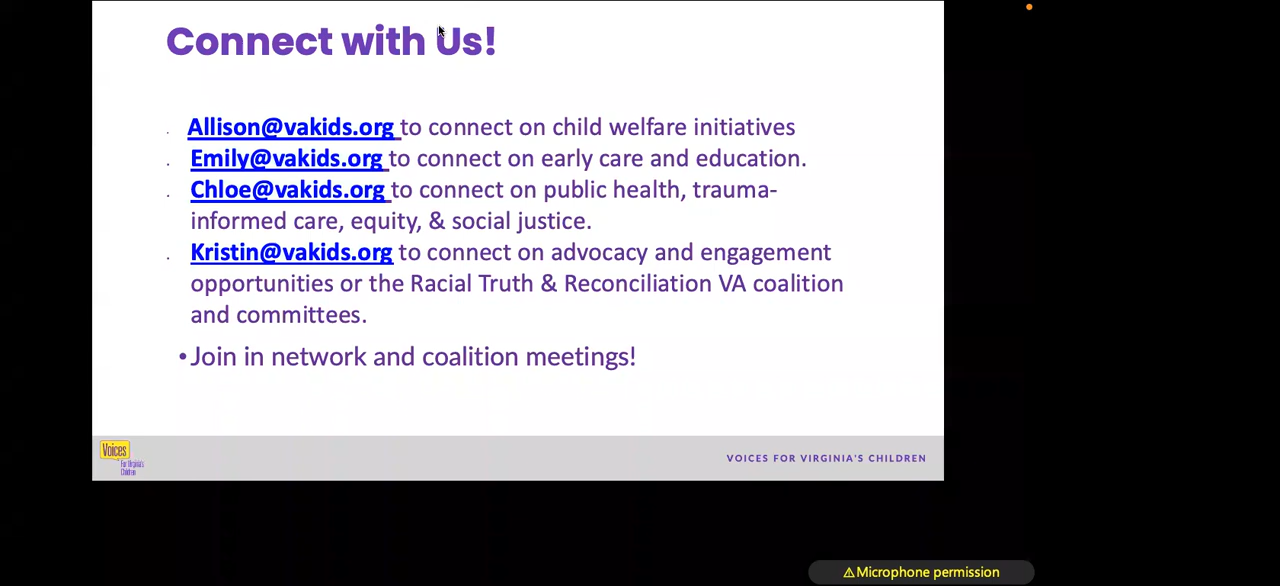 Connect with Us!
. Allison@vakids.org to connect on child welfare initiatives
. Emily@vakids.org to connect on early care and education.
. Chloe@vakids.org to connect on public health, trauma-
informed care, equity, & social justice.
. Kristin@vakids.org to connect on advocacy and engagement
opportunities or the Racial Truth & Reconciliation VA coalition
and committees.
•Join in network and coalition meetings!
Voices
For Virginia's
Children
VOICES FOR VIRGINIA'S CHILDREN
⚠Microphone permission